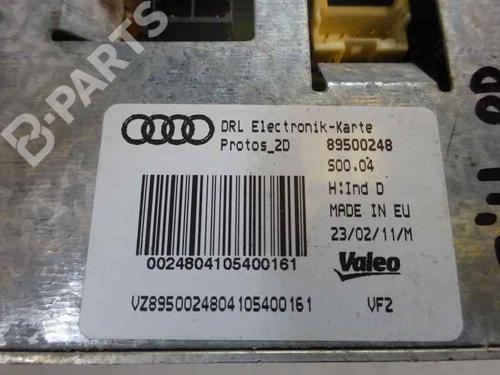 B-PARTS
DRL Electronik-Karte
Protos_2D 89500248
S00.04
H:Ind D
MADE IN EU
23/02/11/M
0024804105400161
Valeo
VZ8950024804105400161 VF2